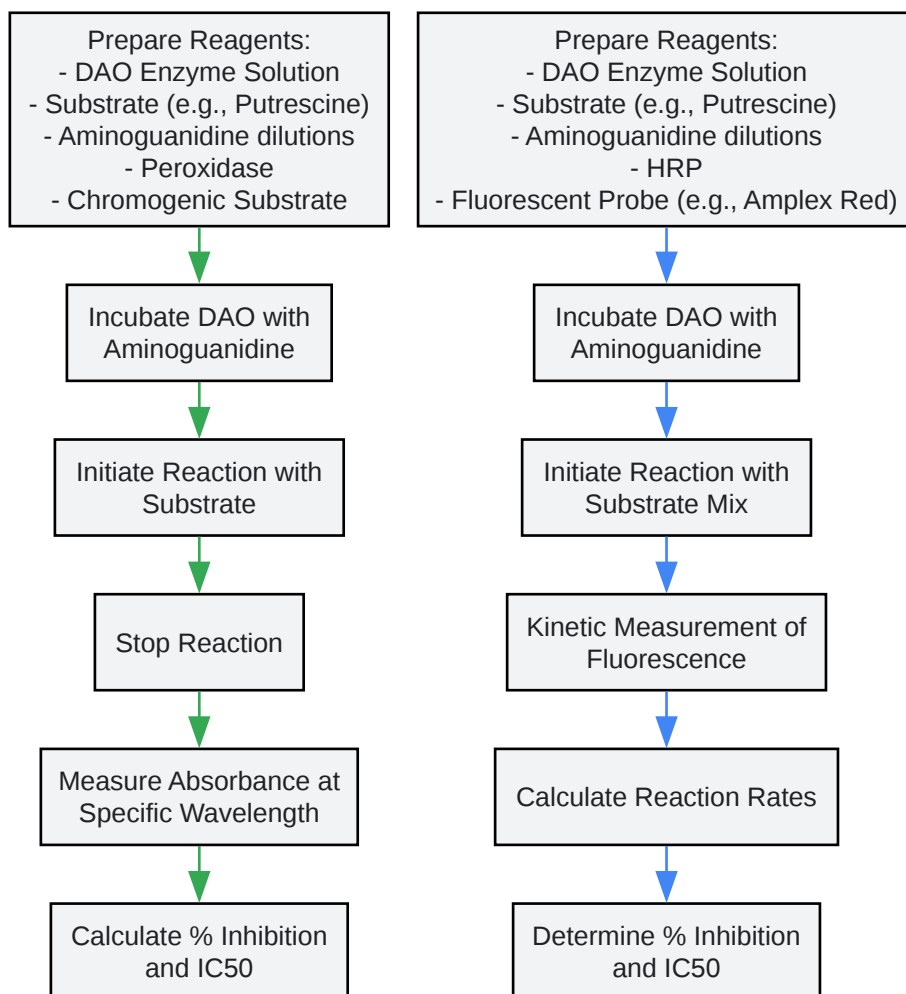 Prepare Reagents:
- DAO Enzyme Solution
- Substrate (e.g., Putrescine)
- Aminoguanidine dilutions
- Peroxidase
- Chromogenic Substrate
Incubate DAO with
Aminoguanidine
Initiate Reaction with
Substrate
Stop Reaction
Measure Absorbance at
Specific Wavelength
Calculate % Inhibition
and IC50
Prepare Reagents:
- DAO Enzyme Solution
- Substrate (e.g., Putrescine)
- Aminoguanidine dilutions
- HRP
- Fluorescent Probe (e.g., Amplex Red)
Incubate DAO with
Aminoguanidine
Initiate Reaction with
Substrate Mix
Kinetic Measurement of
Fluorescence
Calculate Reaction Rates
Determine % Inhibition
and IC50